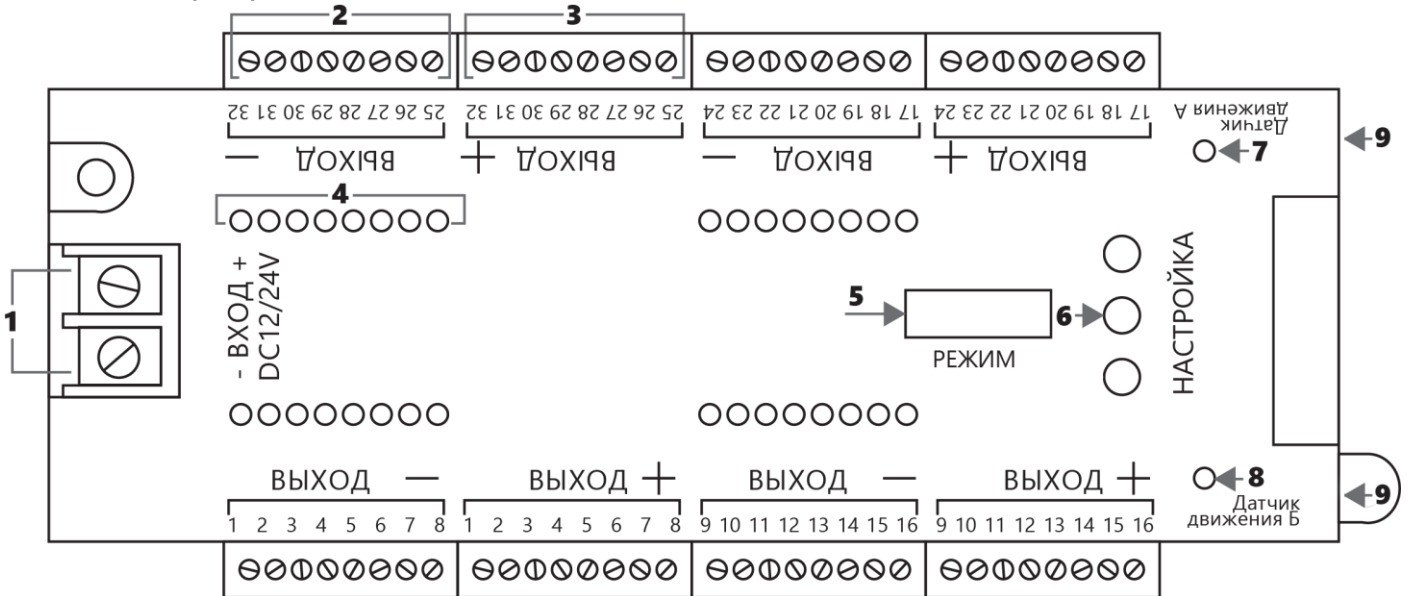 2 3
32 31 30 29 28 27 26 25 32 31 30 29 28 27 26 25 24 23 22 21 20 19 18 17 24 23 22 21 20 19 18 17
Датчик
движения А
— ВЫХОД + ВЫХОД — ВЫХОД + ВЫХОД
7
9
4
- ВХОД +
DC12/24V
1
5
6
РЕЖИМ
НАСТРОЙКА
ВЫХОД — ВЫХОД + ВЫХОД — ВЫХОД +
8
9
Датчик
движения Б
1 2 3 4 5 6 7 8 1 2 3 4 5 6 7 8 9 10 11 12 13 14 15 16 9 10 11 12 13 14 15 16